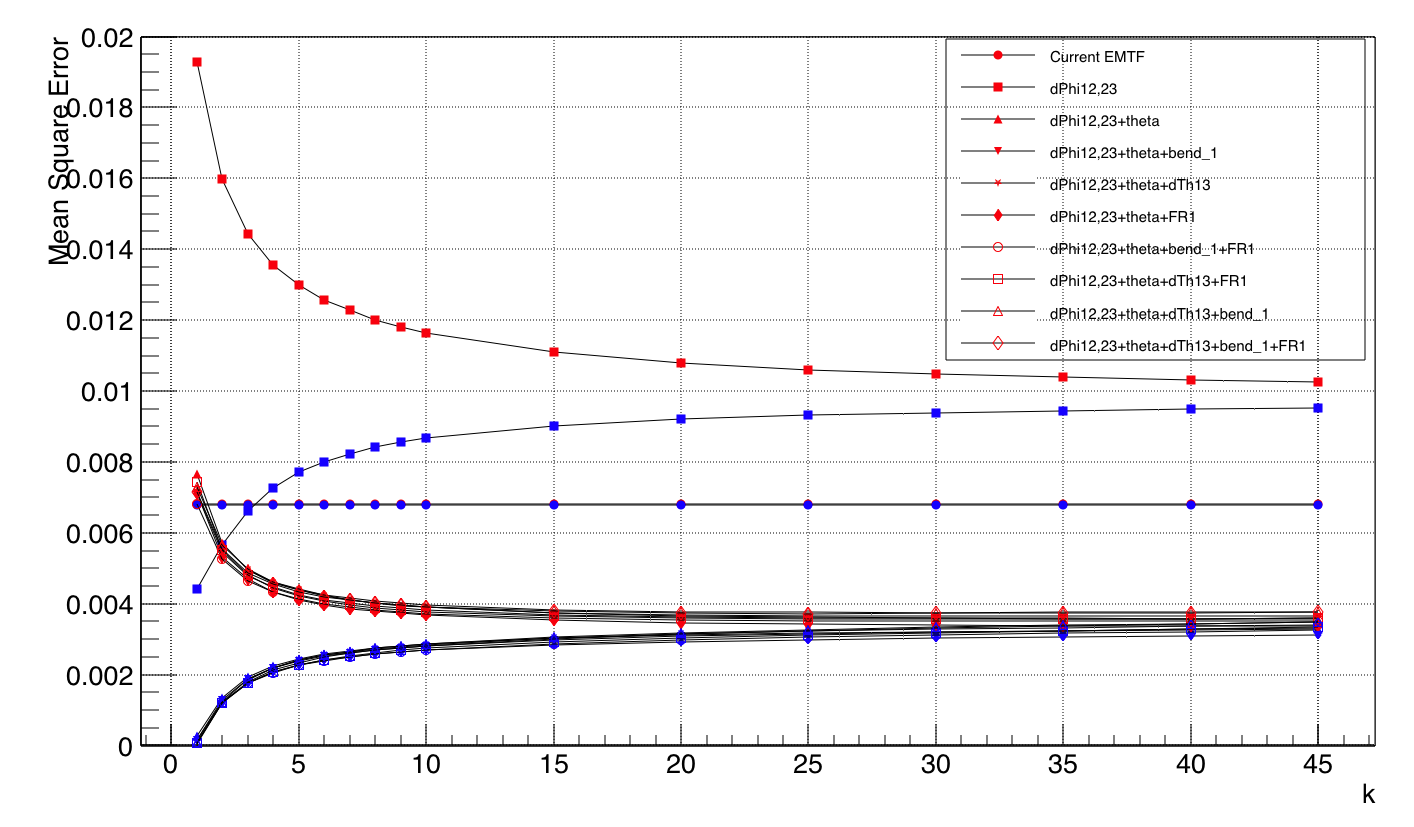 Mean Square Error
0.02
0.018
0.016
0.014
0.012
0.01
0.008
0.006
0.004
0.002
0
0 5 10 15 20 25 30 35 40 45
k
Current EMTF
dPhi12,23
dPhi12,23+theta
dPhi12,23+theta+bend_1
dPhi12,23+theta+dTh13
dPhi12,23+theta+FR1
dPhi12,23+theta+bend_1+FR1
dPhi12,23+theta+dTh13+FR1
dPhi12,23+theta+dTh13+bend_1
dPhi12,23+theta+dTh13+bend_1+FR1